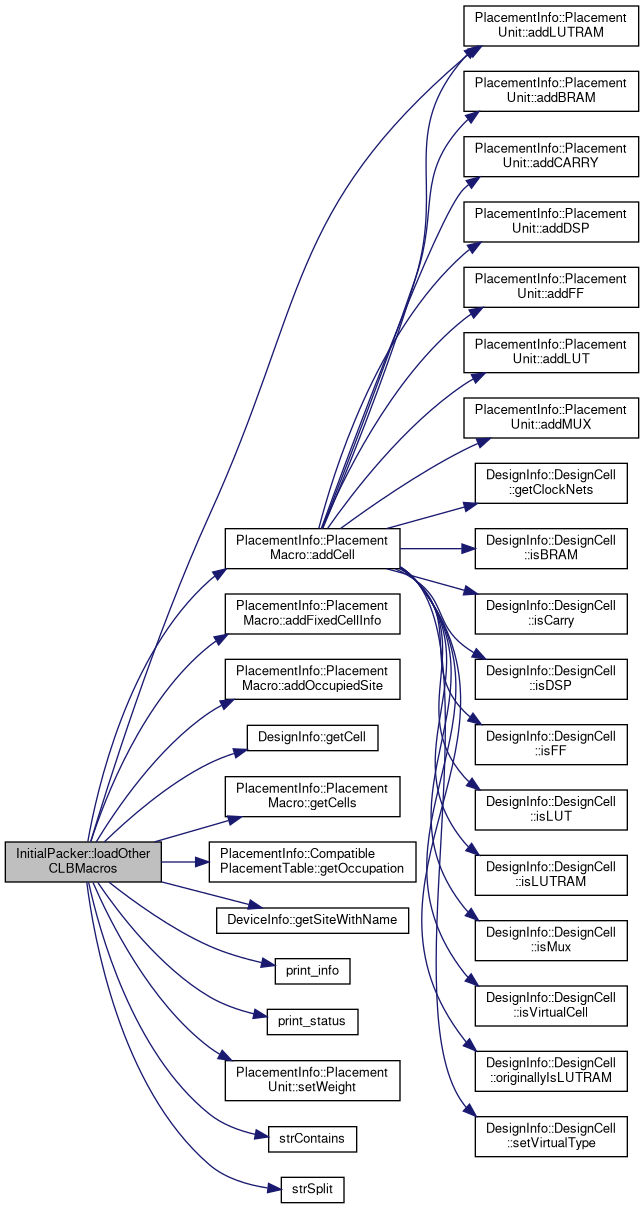 PlacementInfo::Placement
Unit::addLUTRAM
PlacementInfo::Placement
Unit::addBRAM
PlacementInfo::Placement
Unit::addCARRY
PlacementInfo::Placement
Unit::addDSP
PlacementInfo::Placement
Unit::addFF
PlacementInfo::Placement
Unit::addLUT
PlacementInfo::Placement
Unit::addMUX
DesignInfo::DesignCell
::getClockNets
PlacementInfo::Placement
Macro::addCell
DesignInfo::DesignCell
::isBRAM
PlacementInfo::Placement
Macro::addFixedCellInfo
DesignInfo::DesignCell
::isCarry
PlacementInfo::Placement
Macro::addOccupiedSite
DesignInfo::DesignCell
::isDSP
DesignInfo::getCell
DesignInfo::DesignCell
::isFF
PlacementInfo::Placement
Macro::getCells
DesignInfo::DesignCell
::isLUT
InitialPacker::loadOther
CLBMacros
PlacementInfo::Compatible
PlacementTable::getOccupation
DesignInfo::DesignCell
::isLUTRAM
DeviceInfo::getSiteWithName
DesignInfo::DesignCell
::isMux
print_info
DesignInfo::DesignCell
::isVirtualCell
print_status
PlacementInfo::Placement
Unit::setWeight
DesignInfo::DesignCell
::originallyIsLUTRAM
strContains
DesignInfo::DesignCell
::setVirtualType
strSplit